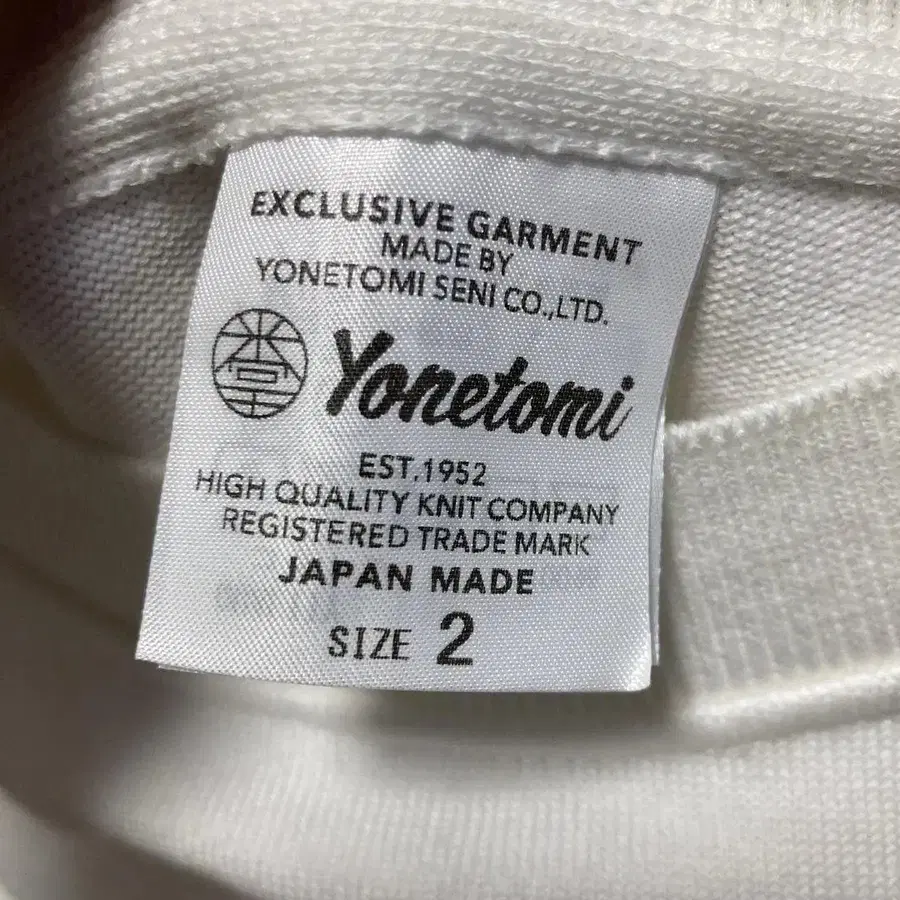 EXCLUSIVE GARMENT
MADE BY
YONETOMI SENI CO.,LTD.
Yonetomi
EST.1952
HIGH QUALITY KNIT COMPANY
REGISTERED TRADE MARK
JAPAN MADE
SIZE 2